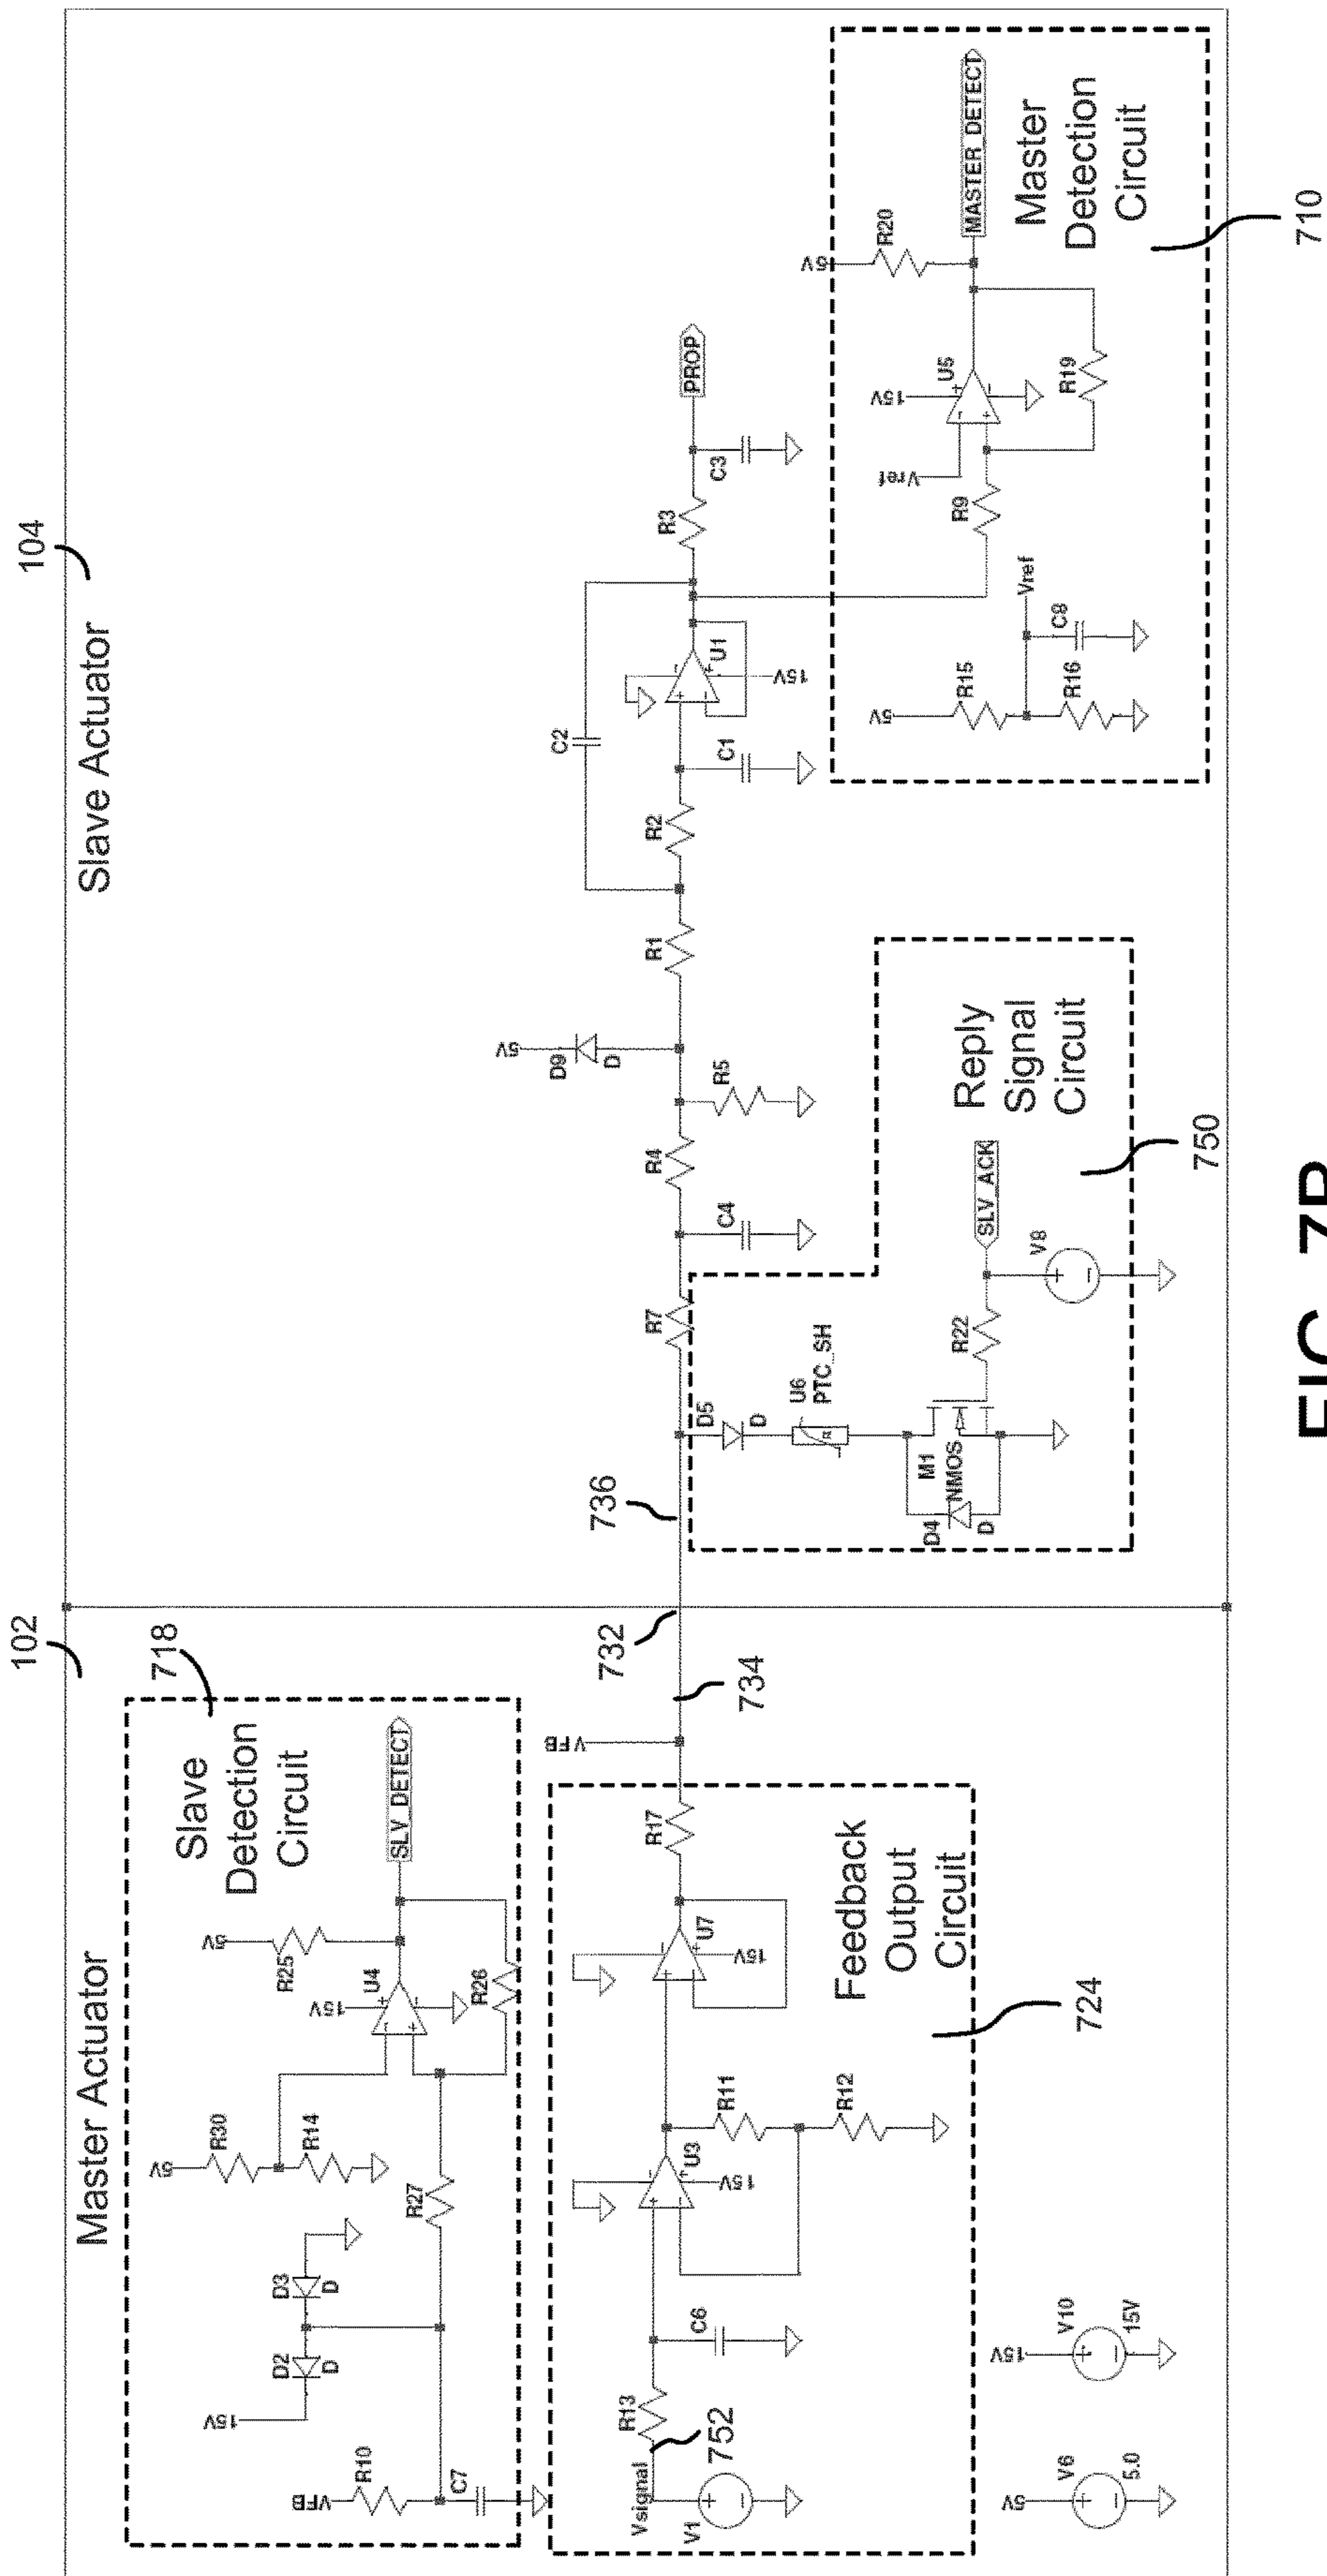 102
Master Actuator
718
Slave
Detection
Circuit
VFB
R10
C7
15V
D2
D
D3
D
5V
R30
R14
R27
15V
U4
5V
R25
R26
SLV_DETECT
Vsignal
V1
752
R13
C6
U3
15V
R11
R12
U7
15V
R17
Feedback
Output
Circuit
724
VFB
734
732
5V
V6
5.0
15V
V10
15V
104
Slave Actuator
736
R7
C4
R4
R5
5V
D9
D
R1
C2
R2
C1
U1
15V
R3
C3
PROP
D5
D
U6
PTC_SH
D4
D
M1
NMOS
R22
SLV_ACK
V8
Reply
Signal
Circuit
750
5V
R15
R16
Vref
C8
R9
Vref
15V
U5
R19
5V
R20
MASTER_DETECT
Master
Detection
Circuit
710